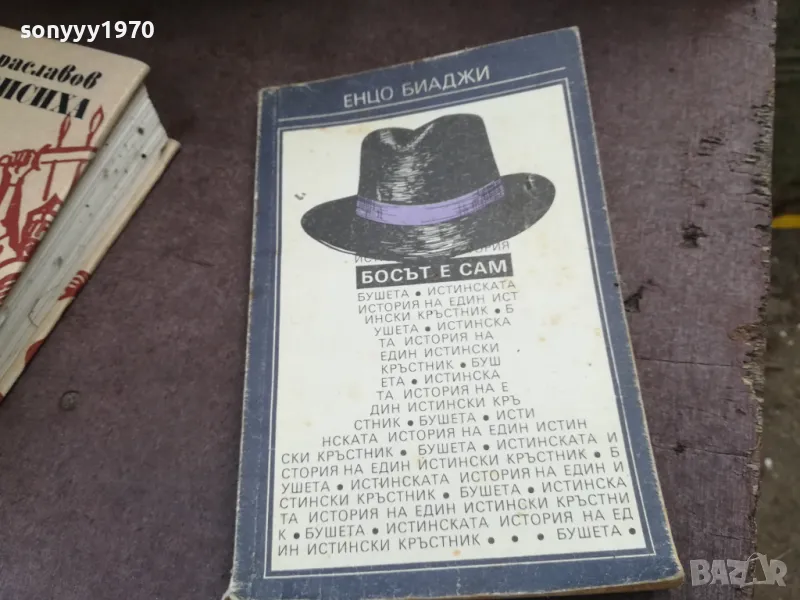 sonyyy1970
раславов
ИСИХА
ЕНЦО БИАДЖИ
БОСЪТ Е САМ
БУШЕТА • ИСТИНСКАТА
ИСТОРИЯ НА ЕДИН ИСТ
ИНСКИ КРЪСТНИК • Б
УШЕТА • ИСТИНСКА
ТА ИСТОРИЯ НА
ЕДИН ИСТИНСКИ
КРЪСТНИК • БУШ
ЕТА • ИСТИНСКА
ТА ИСТОРИЯ НА Е
ДИН ИСТИНСКИ КРЪ
СТНИК • БУШЕТА • ИСТИ
НСКАТА ИСТОРИЯ НА ЕДИН ИСТИН
СКИ КРЪСТНИК • БУШЕТА • ИСТИНСКАТА И
СТОРИЯ НА ЕДИН ИСТИНСКИ КРЪСТНИК • Б
УШЕТА • ИСТИНСКАТА ИСТОРИЯ НА ЕДИН И
СТИНСКИ КРЪСТНИК • БУШЕТА • ИСТИНСКА
ТА ИСТОРИЯ НА ЕДИН ИСТИНСКИ КРЪСТНИ
К • БУШЕТА • ИСТИНСКАТА ИСТОРИЯ НА ЕД
ИН ИСТИНСКИ КРЪСТНИК • • • БУШЕТА •
BAZAR